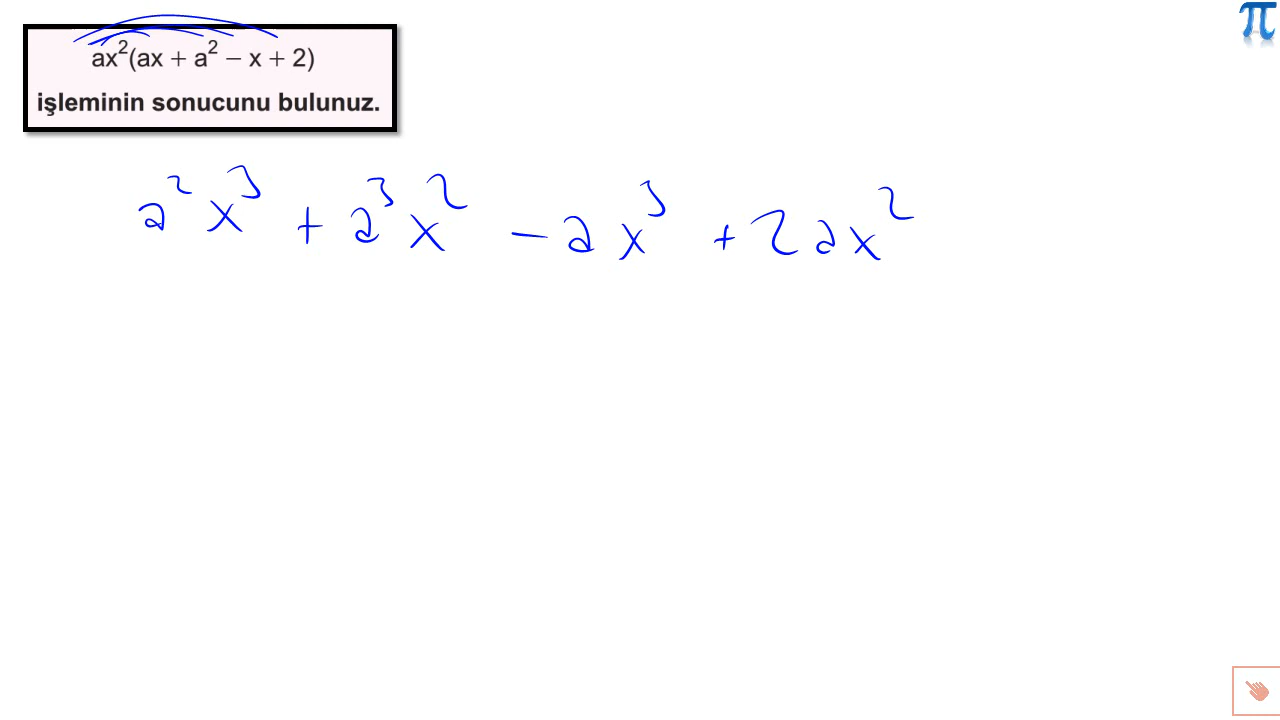 ax²(ax + a² − x + 2)
işleminin sonucunu bulunuz.
a²x³ + a³x² − ax³ + 2ax²
π